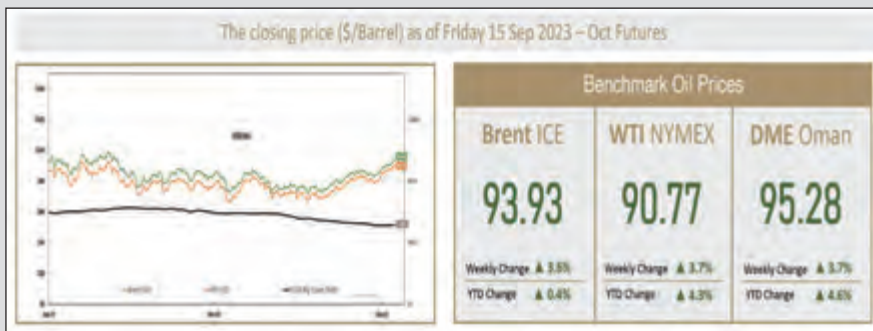 The closing price ($/Barrel) as of Friday 15 Sep 2023 – Oct Futures
Benchmark Oil Prices
Brent ICE
93.93
Weekly Change ▲ 3.6%
YTD Change ▲ 0.4%
WTI NYMEX
90.77
Weekly Change ▲ 3.7%
YTD Change ▲ 4.3%
DME Oman
95.28
Weekly Change ▲ 3.7%
YTD Change ▲ 4.6%